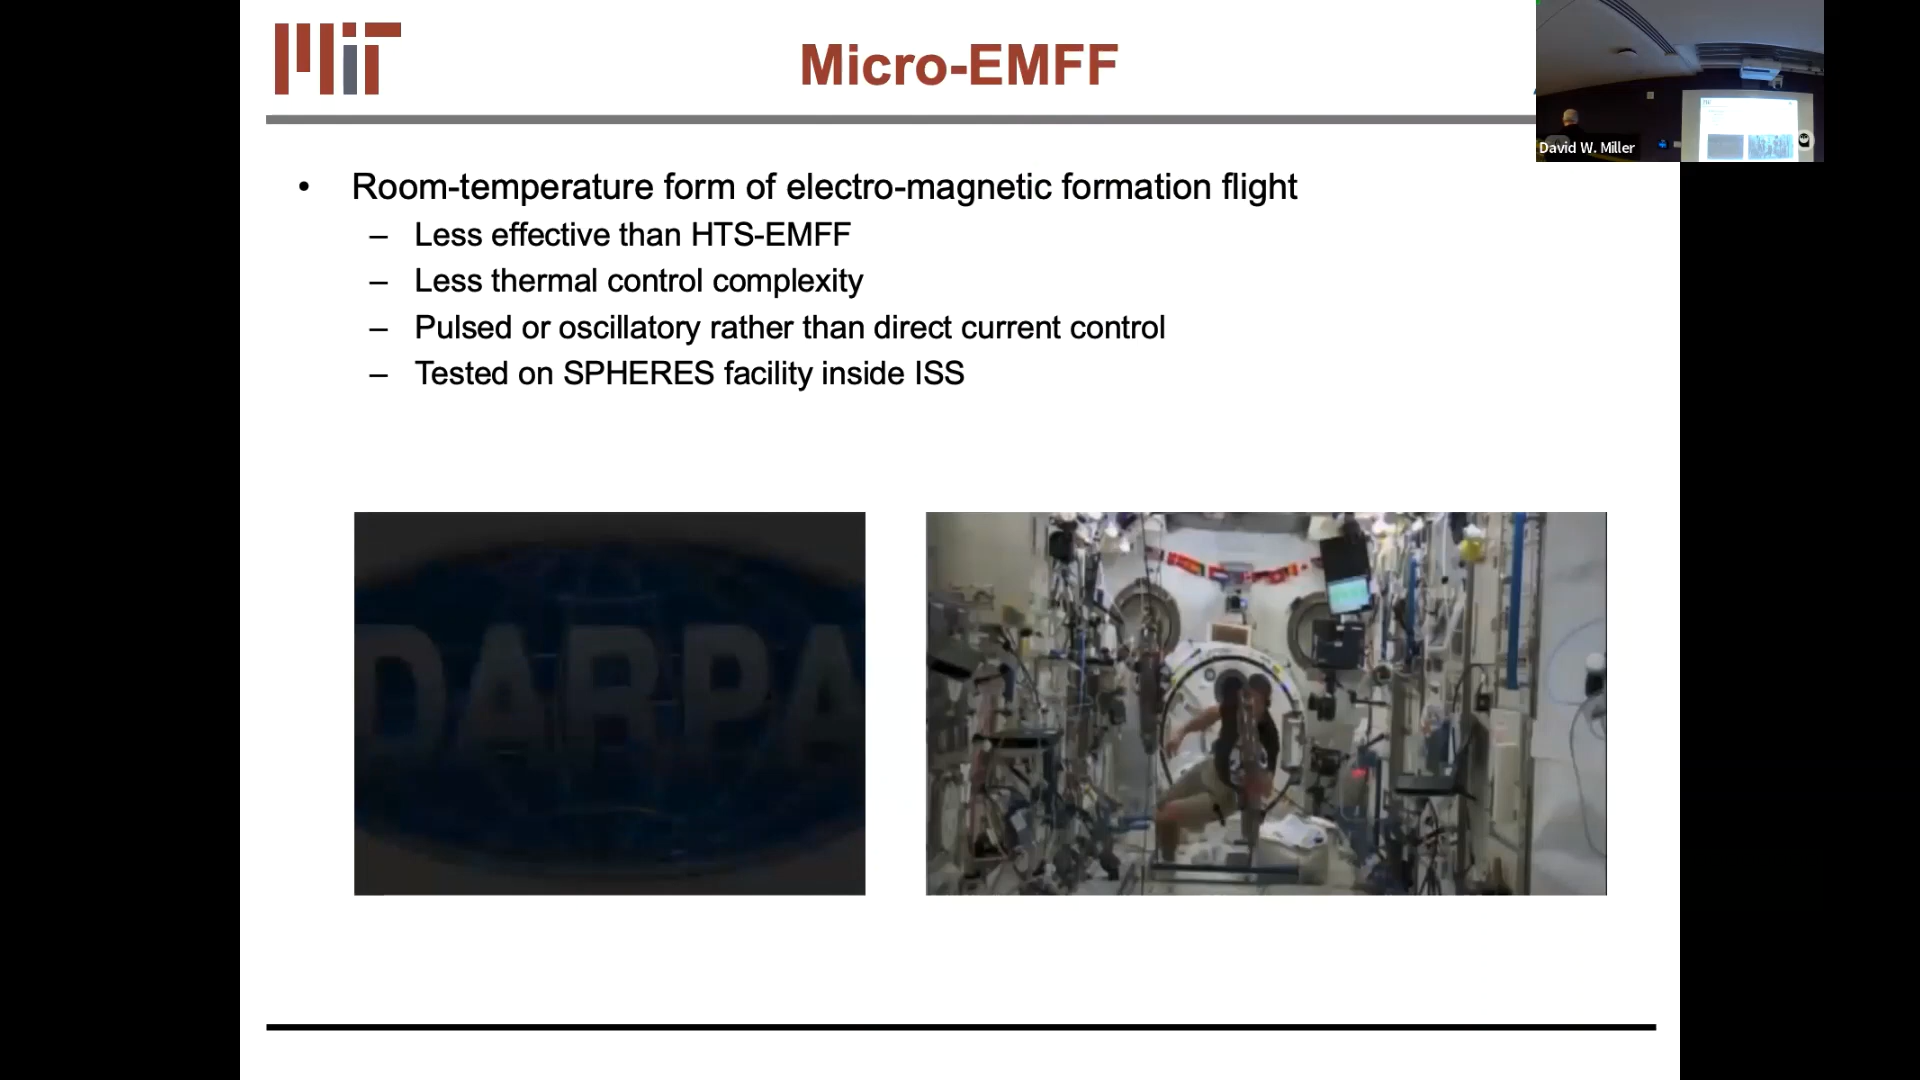 MIT
Micro-EMFF
David W. Miller
• Room-temperature form of electro-magnetic formation flight
– Less effective than HTS-EMFF
– Less thermal control complexity
– Pulsed or oscillatory rather than direct current control
– Tested on SPHERES facility inside ISS
DARPA